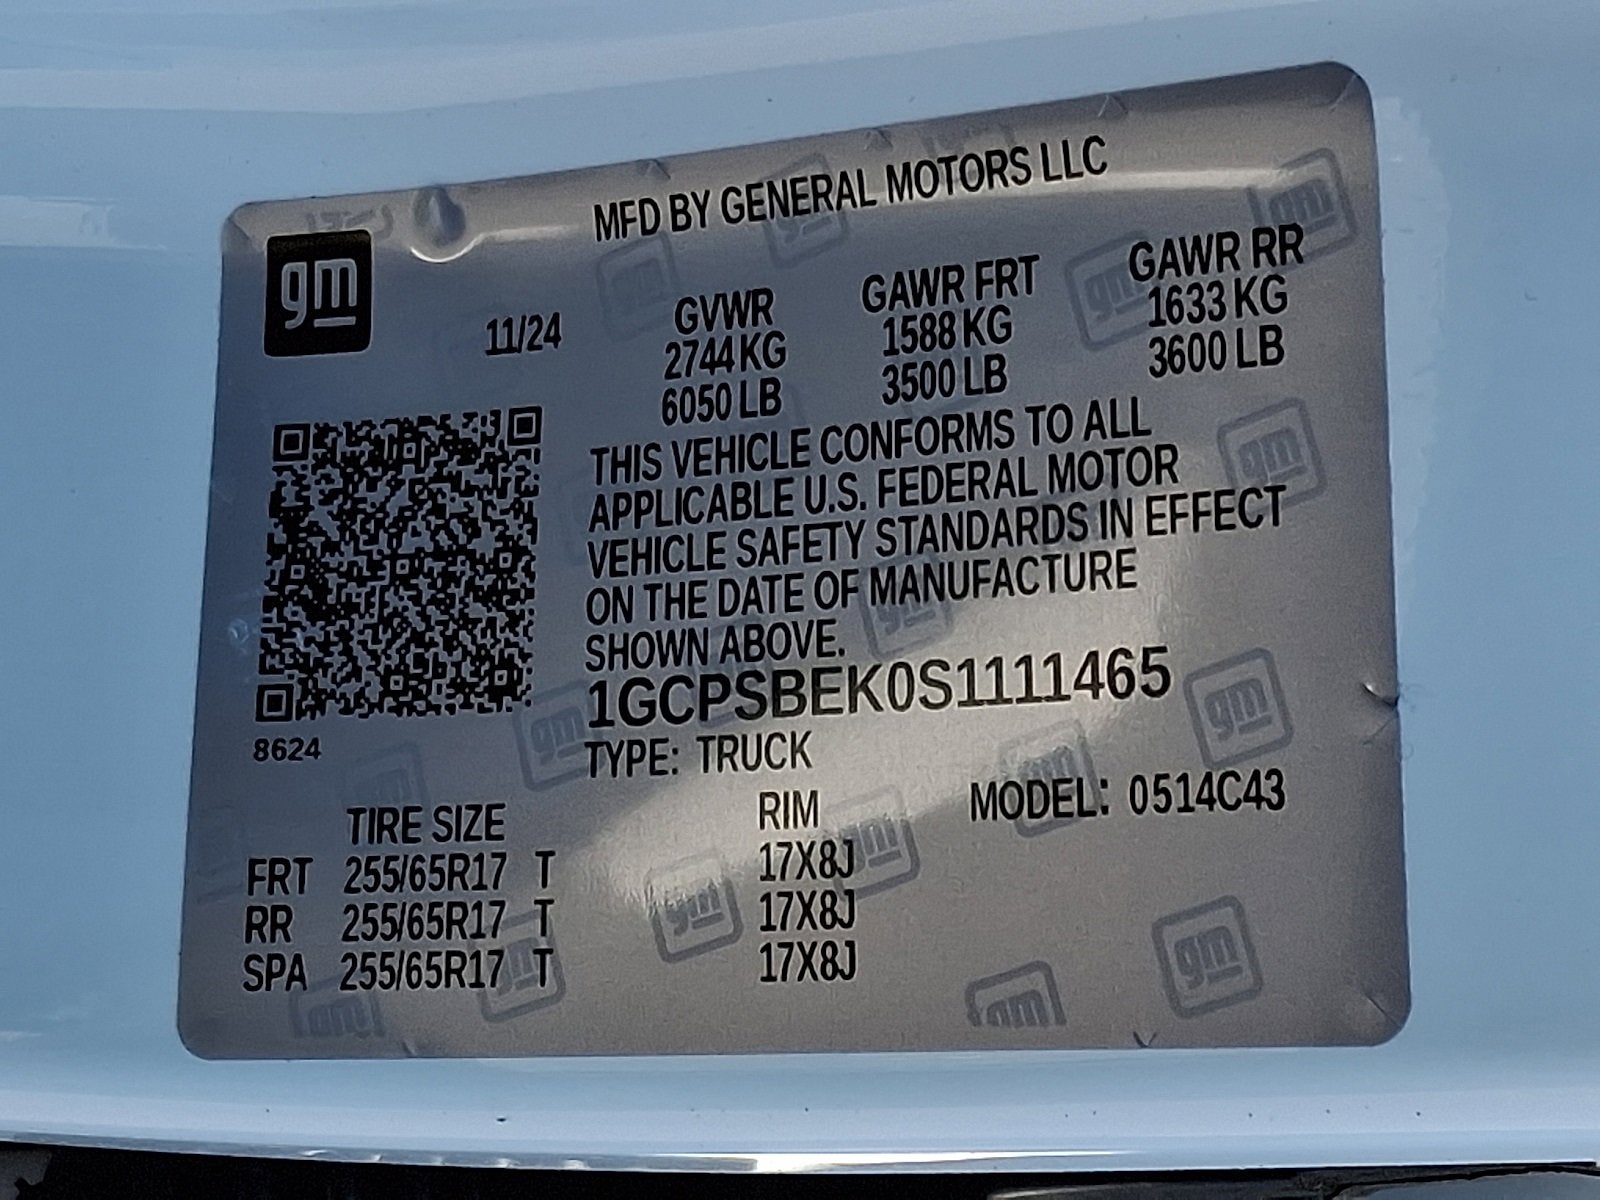 MFD BY GENERAL MOTORS LLC
gm
11/24
GVWR GAWR FRT GAWR RR
2744 KG 1588 KG 1633 KG
6050 LB 3500 LB 3600 LB
THIS VEHICLE CONFORMS TO ALL
APPLICABLE U.S. FEDERAL MOTOR
VEHICLE SAFETY STANDARDS IN EFFECT
ON THE DATE OF MANUFACTURE
SHOWN ABOVE.
1GCPSBEK0S1111465
8624
TYPE: TRUCK
MODEL: 0514C43
TIRE SIZE RIM
FRT 255/65R17 T 17X8J
RR 255/65R17 T 17X8J
SPA 255/65R17 T 17X8J